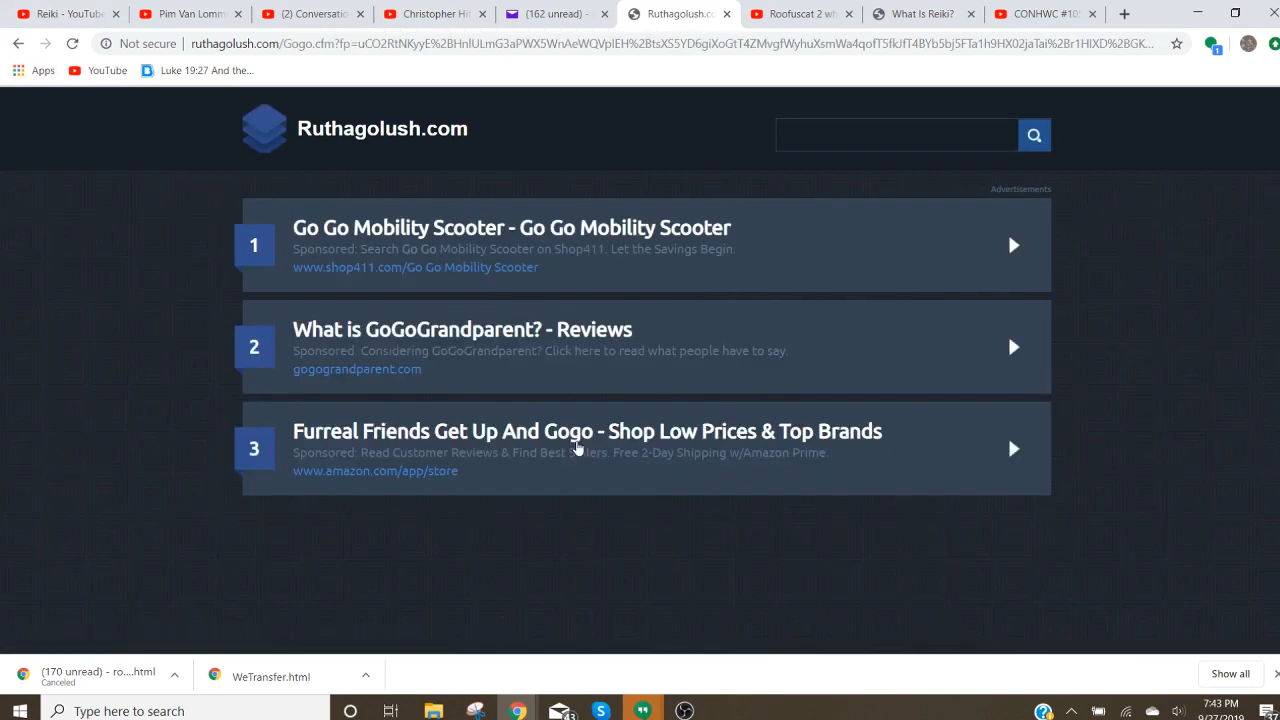 Reiki - YouTube
Pim Van Lomm
(2) Conversatio
Christopher Hit
(162 unread) -
Ruthagolush.c
Roofuscat 2 wh
What Is Reiki?
CONHWC #10
Not secure
Apps
YouTube
Luke 19:27 And the...
1
Ruthagolush.com
Advertisements
1
Go Go Mobility Scooter - Go Go Mobility Scooter
Sponsored: Search Go Go Mobility Scooter on Shop411. Let the Savings Begin.
www.shop411.com/Go Go Mobility Scooter
2
What is GoGoGrandparent? - Reviews
Sponsored: Considering GoGoGrandparent? Click here to read what people have to say.
gogograndparent.com
3
Furreal Friends Get Up And Gogo - Shop Low Prices & Top Brands
Sponsored: Read Customer Reviews & Find Best Sellers. Free 2-Day Shipping w/Amazon Prime.
www.amazon.com/app/store
(170 unread) - ro....html
Canceled
WeTransfer.html
Show all
Type here to search
43
7:43 PM
9/27/2019